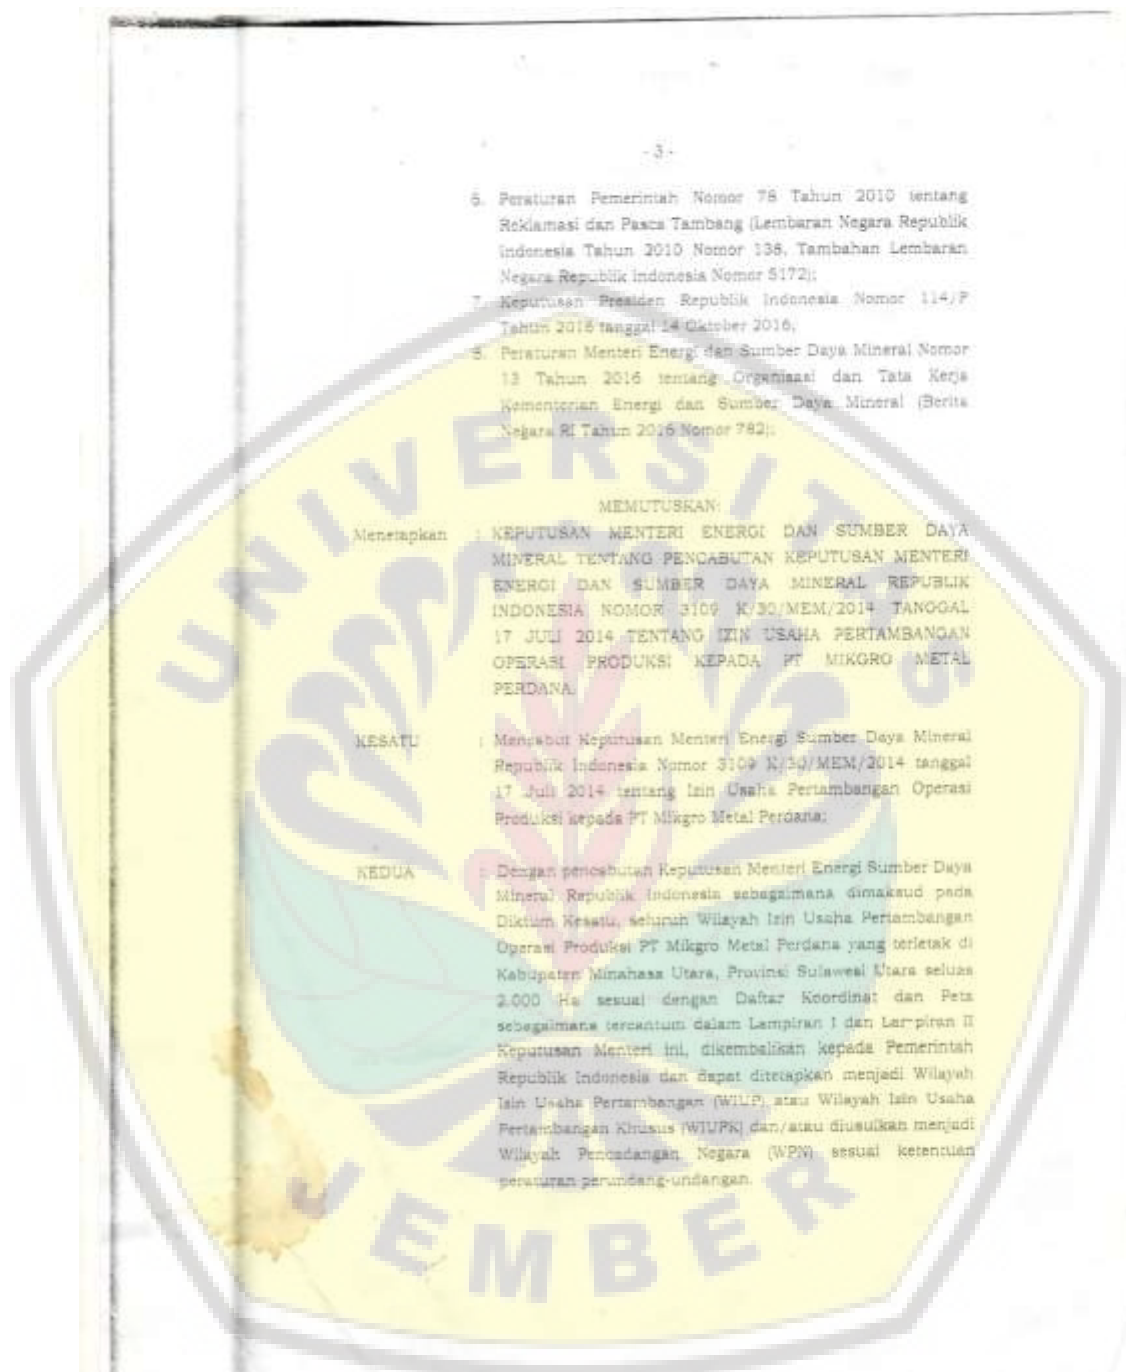 - 3 -
6. Peraturan Pemerintah Nomor 78 Tahun 2010 tentang
Reklamasi dan Pasca Tambang (Lembaran Negara Republik
Indonesia Tahun 2010 Nomor 138, Tambahan Lembaran
Negara Republik Indonesia Nomor 5172);
7. Keputusan Presiden Republik Indonesia Nomor 114/P
Tahun 2016 tanggal 14 Oktober 2016;
8. Peraturan Menteri Energi dan Sumber Daya Mineral Nomor
13 Tahun 2016 tentang Organisasi dan Tata Kerja
Kementerian Energi dan Sumber Daya Mineral (Berita
Negara RI Tahun 2016 Nomor 782);
MEMUTUSKAN:
Menetapkan : KEPUTUSAN MENTERI ENERGI DAN SUMBER DAYA
MINERAL TENTANG PENCABUTAN KEPUTUSAN MENTERI
ENERGI DAN SUMBER DAYA MINERAL REPUBLIK
INDONESIA NOMOR 3109 K/30/MEM/2014 TANGGAL
17 JULI 2014 TENTANG IZIN USAHA PERTAMBANGAN
OPERASI PRODUKSI KEPADA PT MIKGRO METAL
PERDANA.
KESATU : Mencabut Keputusan Menteri Energi Sumber Daya Mineral
Republik Indonesia Nomor 3109 K/30/MEM/2014 tanggal
17 Juli 2014 tentang Izin Usaha Pertambangan Operasi
Produksi kepada PT Mikgro Metal Perdana;
KEDUA : Dengan pencabutan Keputusan Menteri Energi Sumber Daya
Mineral Republik Indonesia sebagaimana dimaksud pada
Diktum Kesatu, seluruh Wilayah Izin Usaha Pertambangan
Operasi Produksi PT Mikgro Metal Perdana yang terletak di
Kabupaten Minahasa Utara, Provinsi Sulawesi Utara seluas
2.000 Ha sesuai dengan Daftar Koordinat dan Peta
sebagaimana tercantum dalam Lampiran I dan Lampiran II
Keputusan Menteri ini, dikembalikan kepada Pemerintah
Republik Indonesia dan dapat ditetapkan menjadi Wilayah
Izin Usaha Pertambangan (WIUP) atau Wilayah Izin Usaha
Pertambangan Khusus (WIUPK) dan/atau diusulkan menjadi
Wilayah Pencadangan Negara (WPN) sesuai ketentuan
peraturan perundang-undangan.
UNIVERSITAS
JEMBER